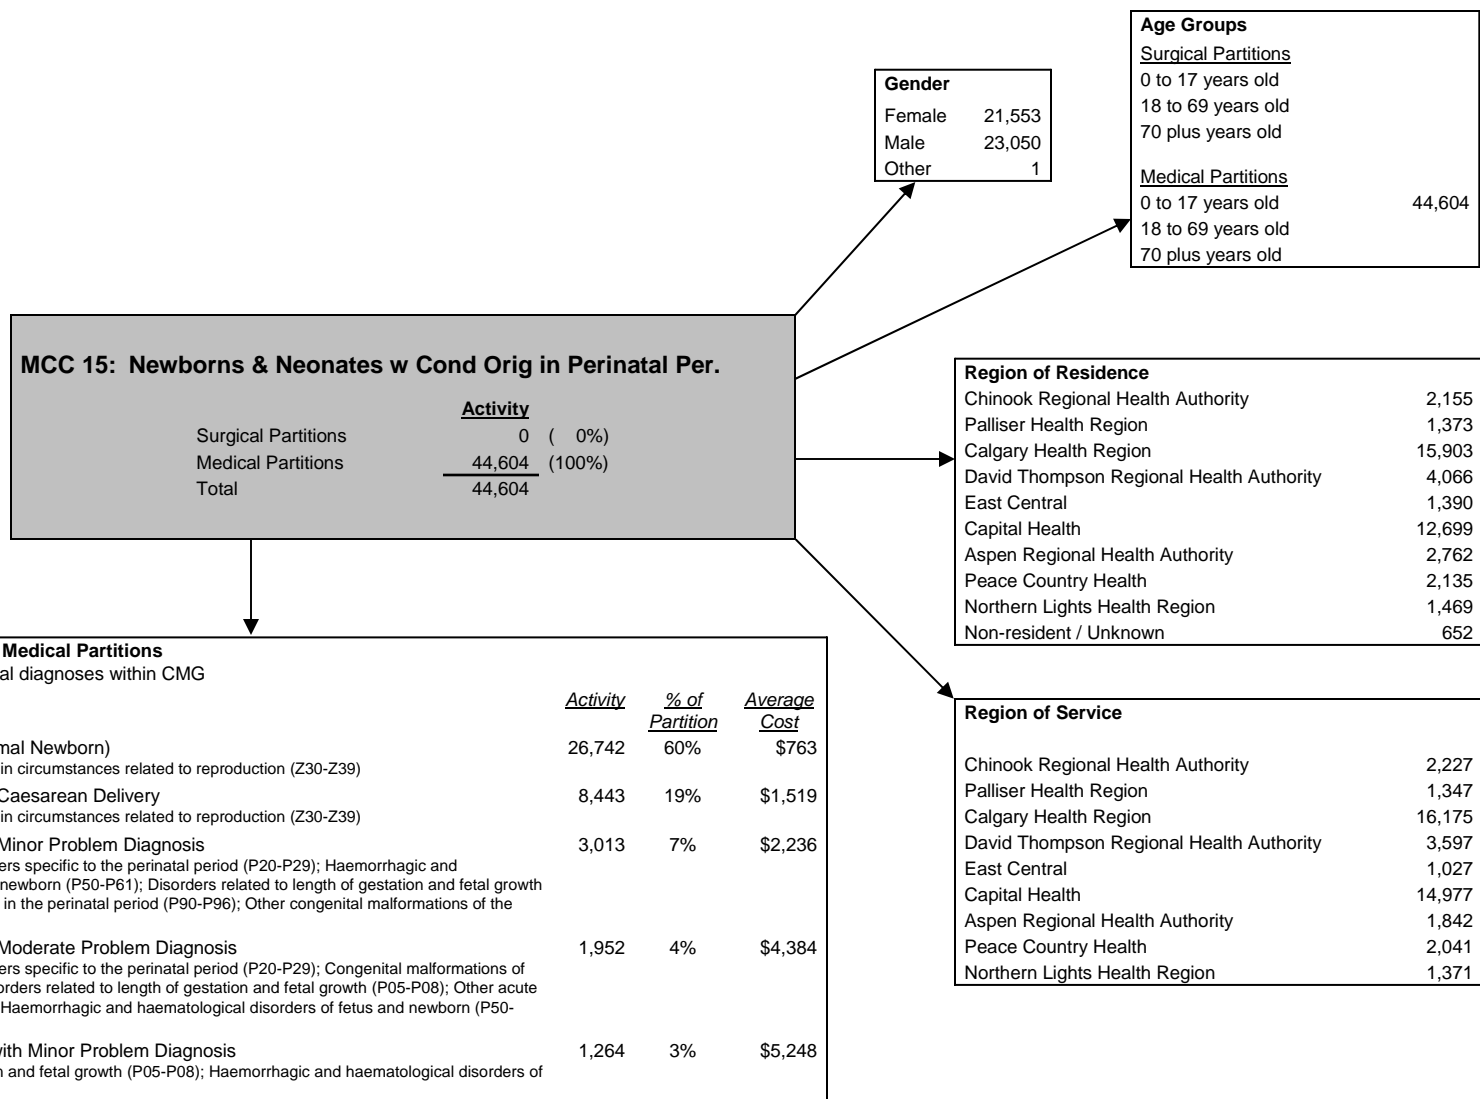 Age Groups
Surgical Partitions
0 to 17 years old
18 to 69 years old
70 plus years old
Medical Partitions
0 to 17 years old 44,604
18 to 69 years old
70 plus years old
Gender
Female 21,553
Male 23,050
Other 1
MCC 15: Newborns & Neonates w Cond Orig in Perinatal Per.
Activity
Surgical Partitions 0 ( 0%)
Medical Partitions 44,604 (100%)
Total 44,604
Region of Residence
Chinook Regional Health Authority 2,155
Palliser Health Region 1,373
Calgary Health Region 15,903
David Thompson Regional Health Authority 4,066
East Central 1,390
Capital Health 12,699
Aspen Regional Health Authority 2,762
Peace Country Health 2,135
Northern Lights Health Region 1,469
Non-resident / Unknown 652
Medical Partitions
al diagnoses within CMG
Activity % of Partition Average Cost
mal Newborn) 26,742 60% $763
in circumstances related to reproduction (Z30-Z39)
Caesarean Delivery 8,443 19% $1,519
in circumstances related to reproduction (Z30-Z39)
Minor Problem Diagnosis 3,013 7% $2,236
ers specific to the perinatal period (P20-P29); Haemorrhagic and
newborn (P50-P61); Disorders related to length of gestation and fetal growth
in the perinatal period (P90-P96); Other congenital malformations of the
Moderate Problem Diagnosis 1,952 4% $4,384
ers specific to the perinatal period (P20-P29); Congenital malformations of
orders related to length of gestation and fetal growth (P05-P08); Other acute
Haemorrhagic and haematological disorders of fetus and newborn (P50-
with Minor Problem Diagnosis 1,264 3% $5,248
n and fetal growth (P05-P08); Haemorrhagic and haematological disorders of
Region of Service
Chinook Regional Health Authority 2,227
Palliser Health Region 1,347
Calgary Health Region 16,175
David Thompson Regional Health Authority 3,597
East Central 1,027
Capital Health 14,977
Aspen Regional Health Authority 1,842
Peace Country Health 2,041
Northern Lights Health Region 1,371